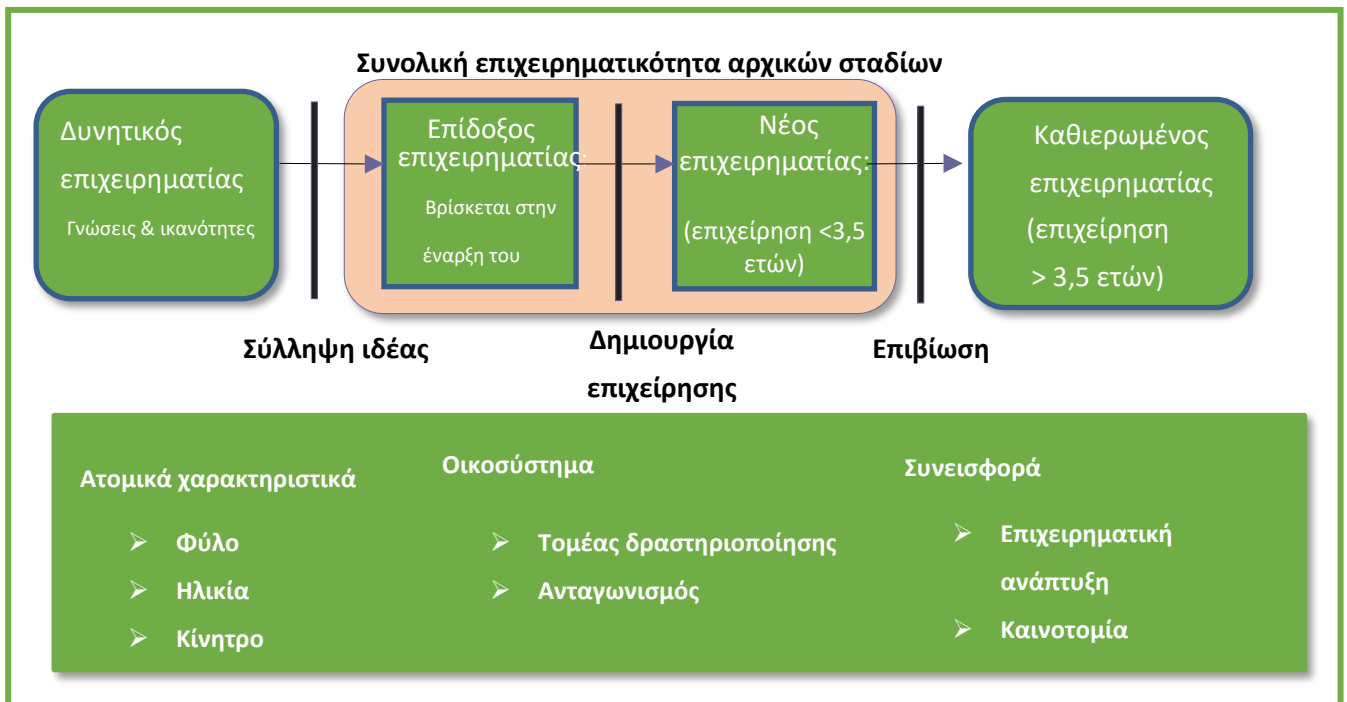 Συνολική επιχειρηματικότητα αρχικών σταδίων
Δυνητικός
επιχειρηματίας
Γνώσεις & ικανότητες
Επίδοξος
επιχειρηματίας:
Βρίσκεται στην
έναρξη του
Νέος
επιχειρηματίας:
(επιχείρηση <3,5
ετών)
Καθιερωμένος
επιχειρηματίας
(επιχείρηση
> 3,5 ετών)
Σύλληψη ιδέας
Δημιουργία
επιχείρησης
Επιβίωση
Ατομικά χαρακτηριστικά
Φύλο
Ηλικία
Κίνητρο
Οικοσύστημα
Τομέας δραστηριοποίησης
Ανταγωνισμός
Συνεισφορά
Επιχειρηματική
ανάπτυξη
Καινοτομία